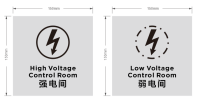 High Voltage
Control Room
强电间
Low Voltage
Control Room
弱电间